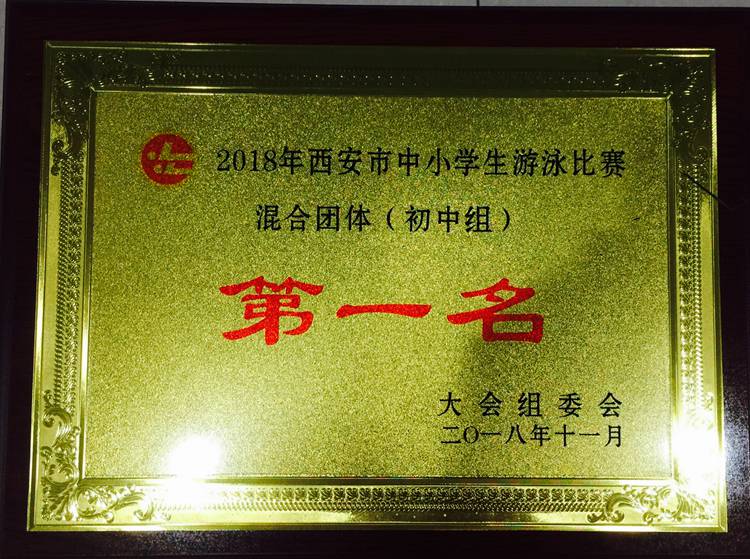 2018年西安市中小学生游泳比赛
混合团体（初中组）
第一名
大会组委会
二〇一八年十一月